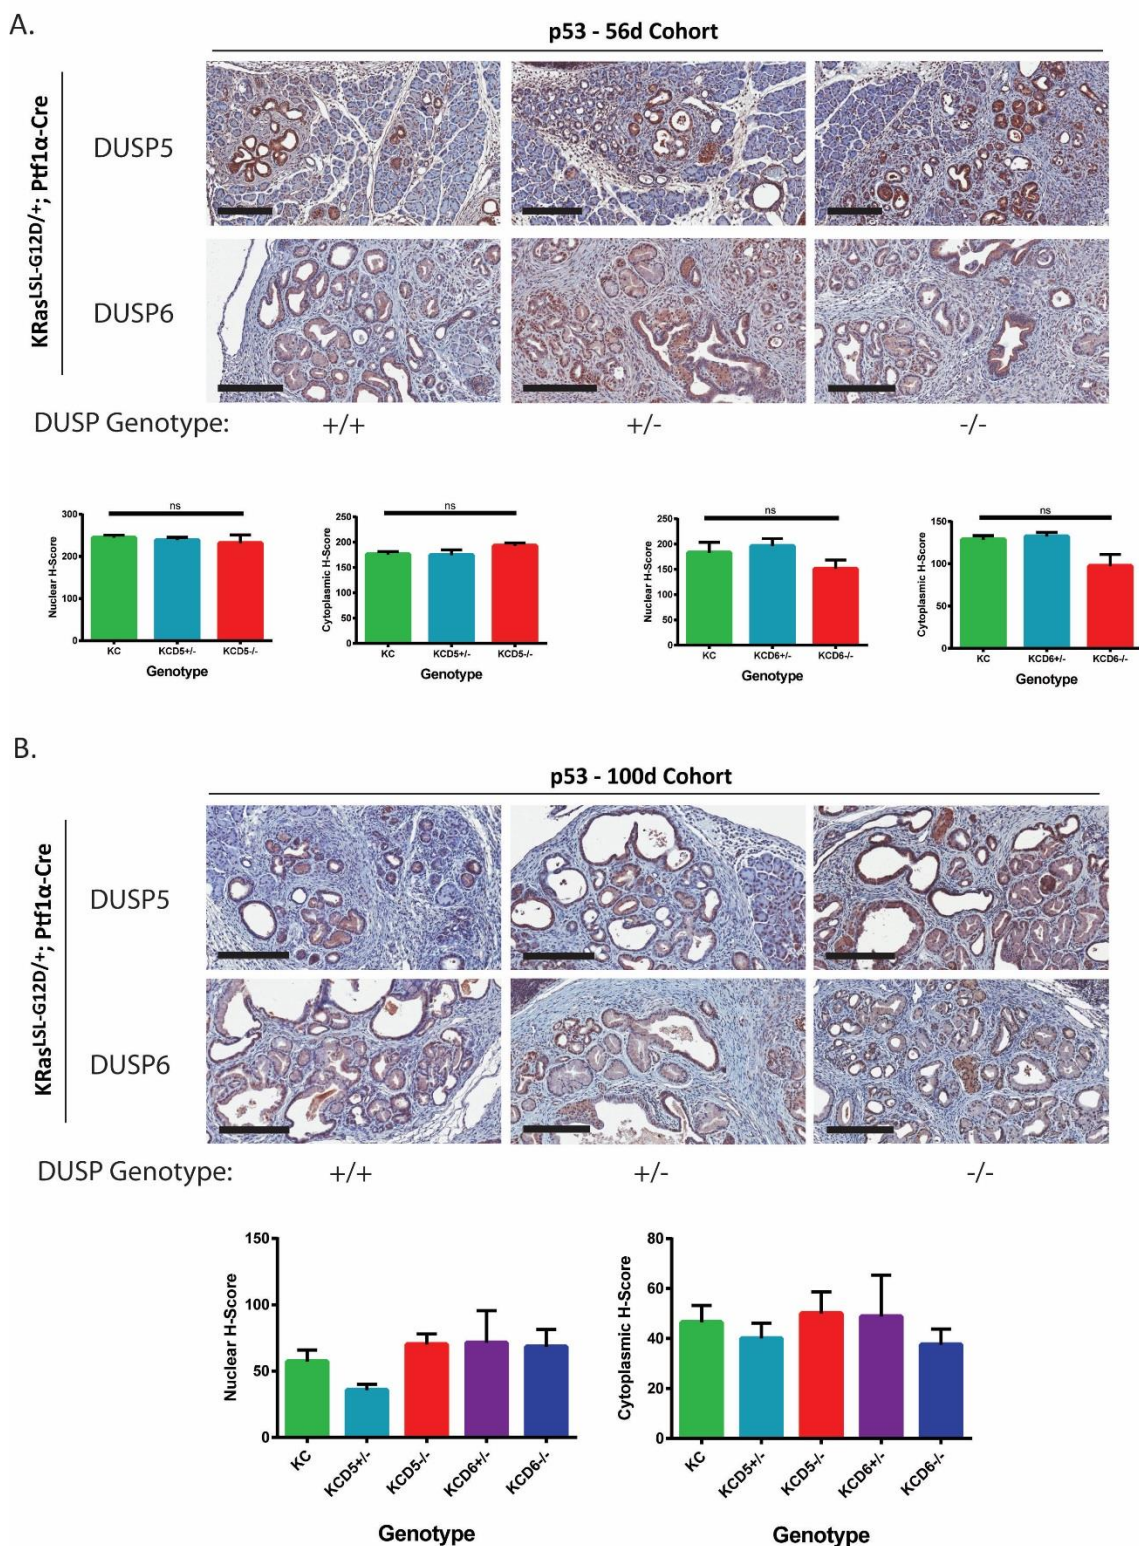 A.
p53 - 56d Cohort
KRasLSL-G12D/+; Ptf1α-Cre
DUSP5
DUSP6
DUSP Genotype: +/+ +/- -/-
ns
Nuclear H-Score
300
200
100
0
KC KCD5+/- KCD5-/-
Genotype
ns
Cytoplasmic H-Score
250
200
150
100
50
0
KC KCD5+/- KCD5-/-
Genotype
ns
Nuclear H-Score
250
200
150
100
50
0
KC KCD6+/- KCD6-/-
Genotype
ns
Cytoplasmic H-Score
150
100
50
0
KC KCD6+/- KCD6-/-
Genotype
B.
p53 - 100d Cohort
KRasLSL-G12D/+; Ptf1α-Cre
DUSP5
DUSP6
DUSP Genotype: +/+ +/- -/-
Nuclear H-Score
150
100
50
0
KC KCD5+/- KCD5-/- KCD6+/- KCD6-/-
Genotype
Cytoplasmic H-Score
80
60
40
20
0
KC KCD5+/- KCD5-/- KCD6+/- KCD6-/-
Genotype